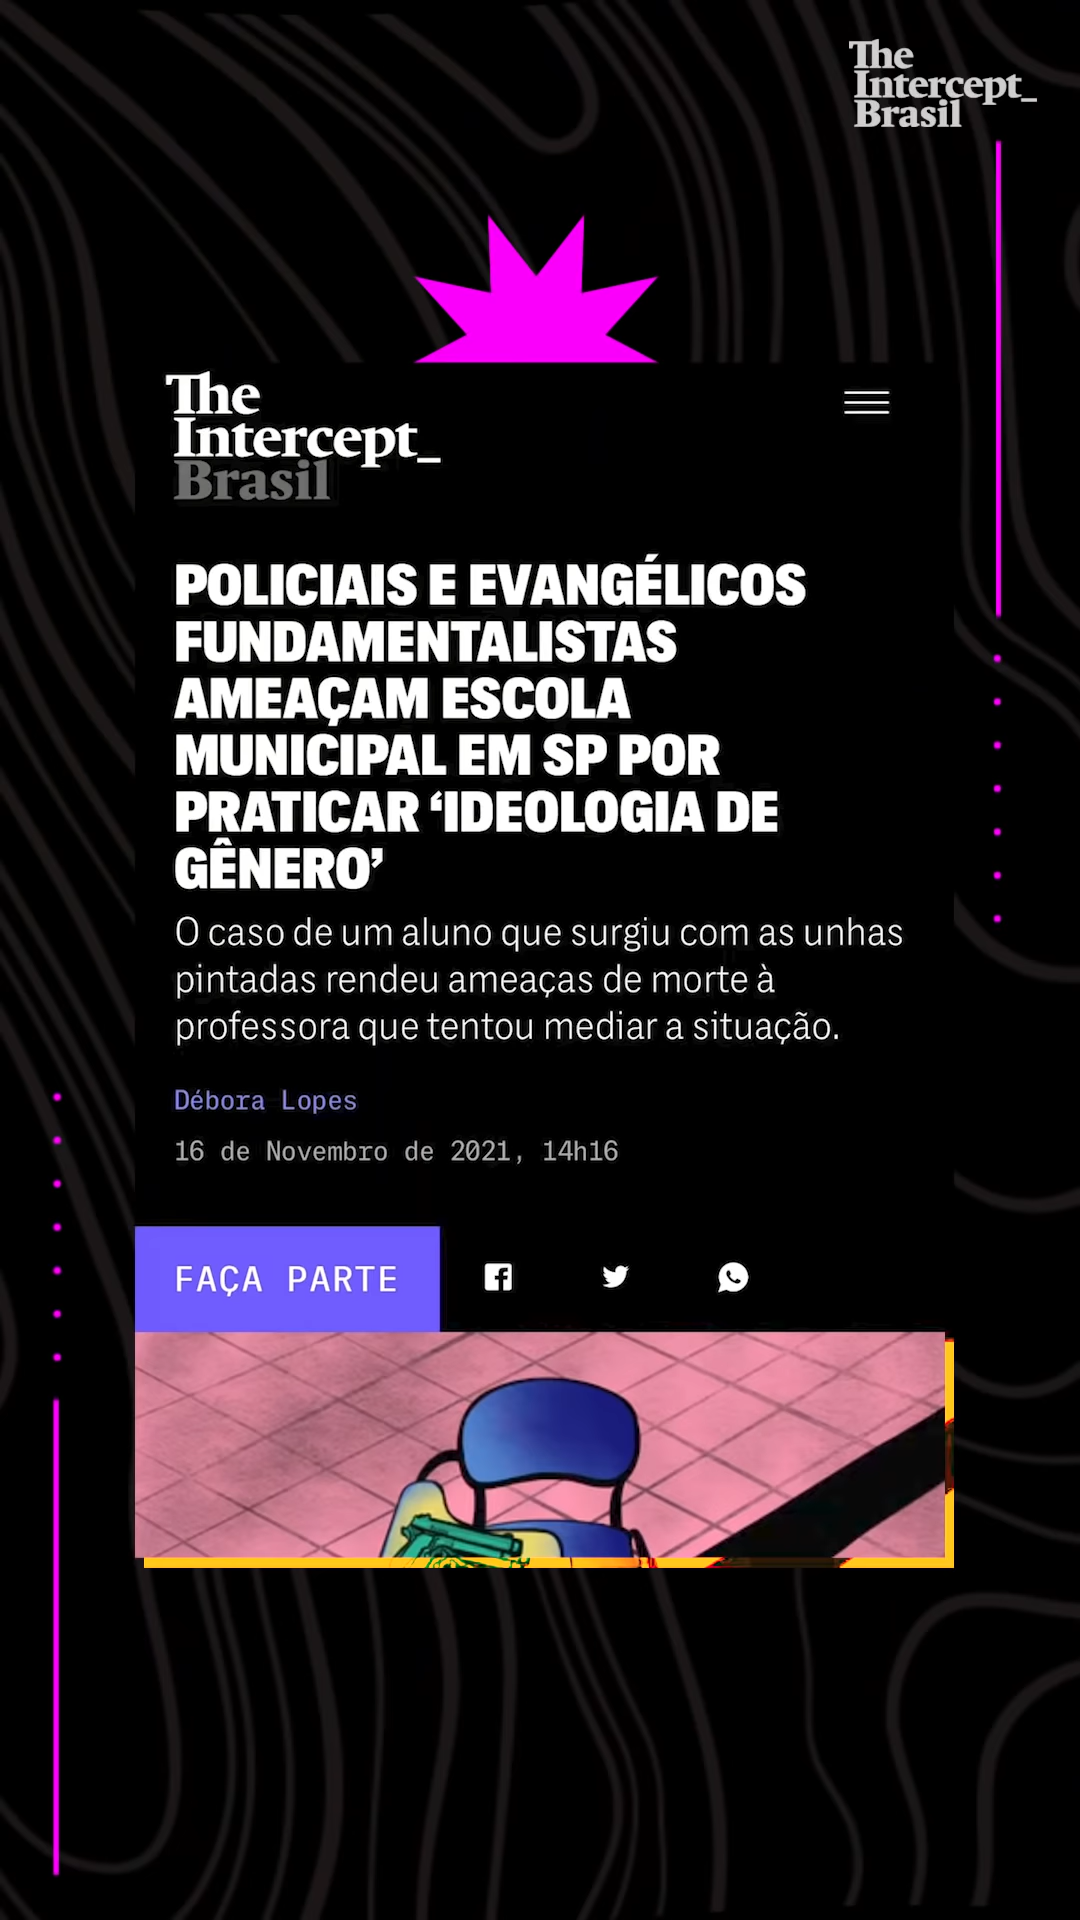 The
Intercept_
Brasil
The
Intercept_
Brasil
POLICIAIS E EVANGÉLICOS
FUNDAMENTALISTAS
AMEAÇAM ESCOLA
MUNICIPAL EM SP POR
PRATICAR ‘IDEOLOGIA DE
GÊNERO’
O caso de um aluno que surgiu com as unhas
pintadas rendeu ameaças de morte à
professora que tentou mediar a situação.
Débora Lopes
16 de Novembro de 2021, 14h16
FAÇA PARTE